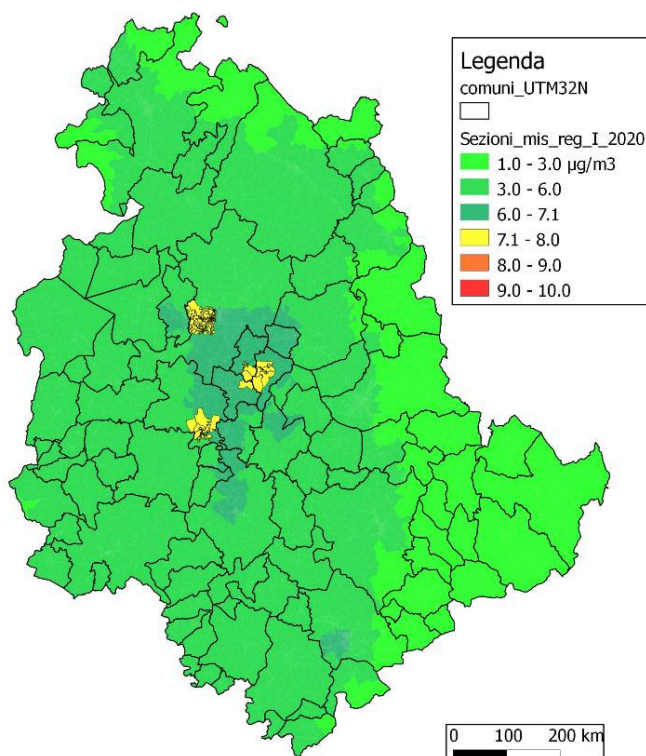 Legenda
comuni_UTM32N
Sezioni_mis_reg_I_2020
1.0 - 3.0 µg/m3
3.0 - 6.0
6.0 - 7.1
7.1 - 8.0
8.0 - 9.0
9.0 - 10.0
0 100 200 km